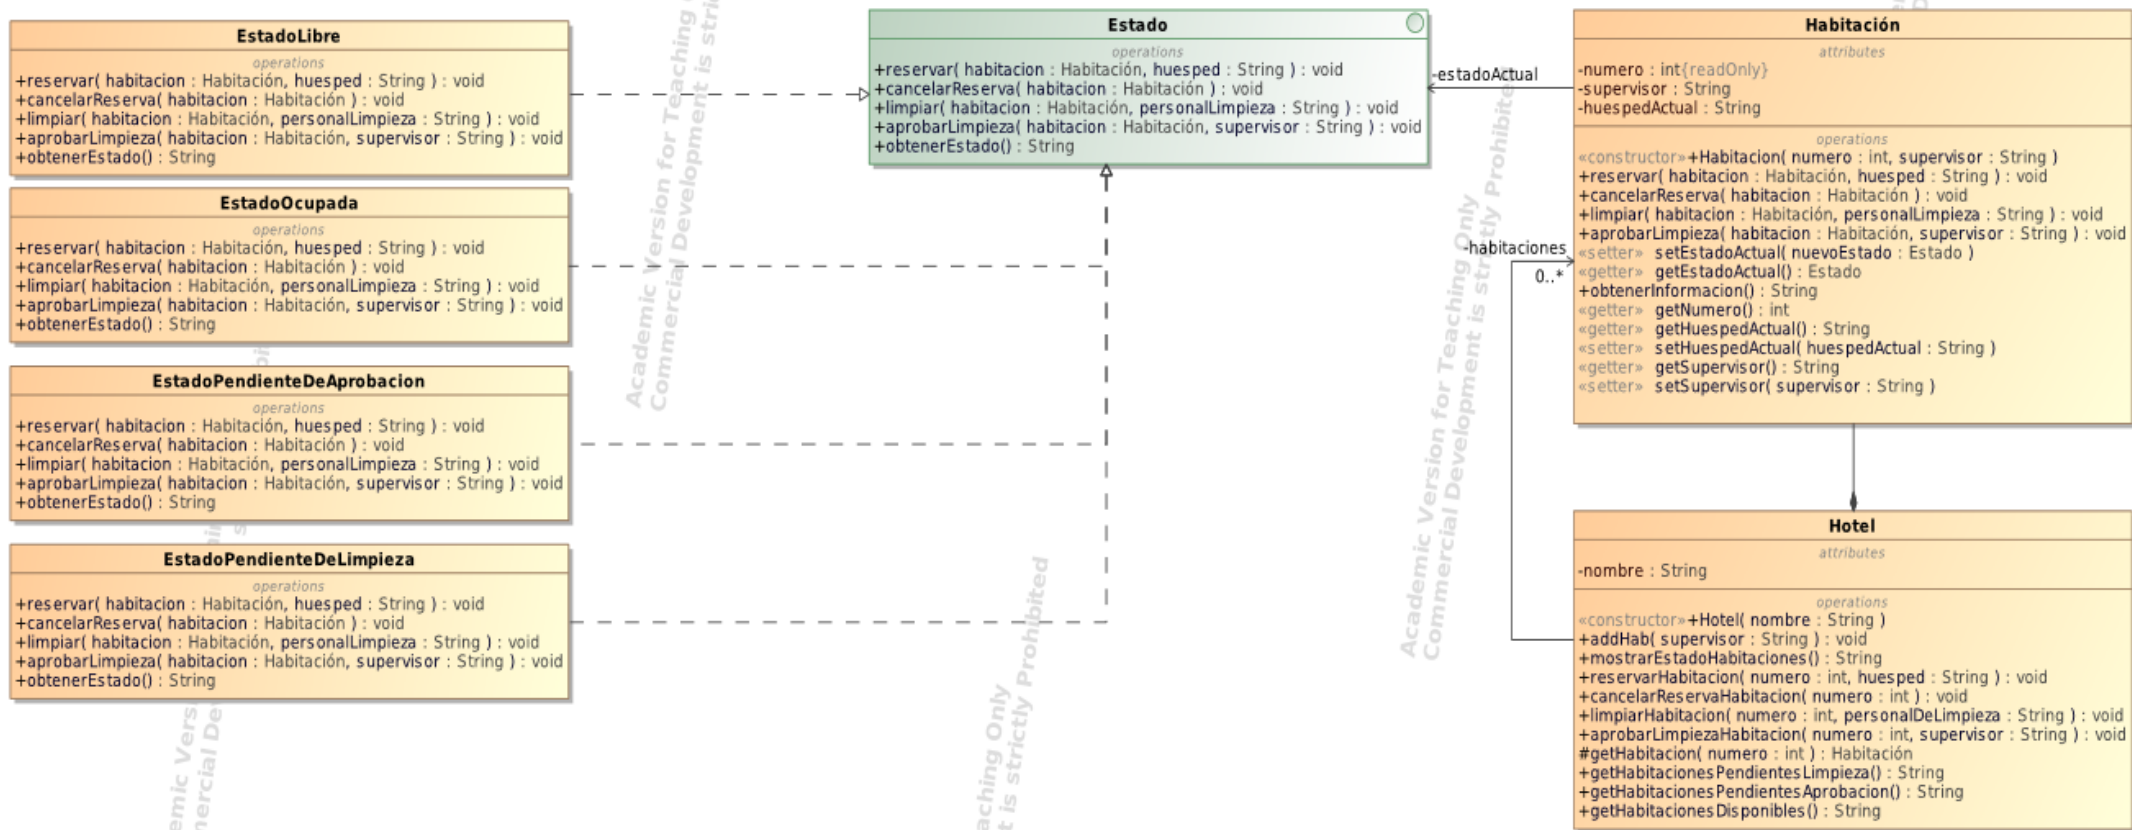 EstadoLibre
operations
+reservar( habitacion : Habitación, huesped : String ) : void
+cancelarReserva( habitacion : Habitación ) : void
+limpiar( habitacion : Habitación, personalLimpieza : String ) : void
+aprobarLimpieza( habitacion : Habitación, supervisor : String ) : void
+obtenerEstado() : String
EstadoOcupada
operations
+reservar( habitacion : Habitación, huesped : String ) : void
+cancelarReserva( habitacion : Habitación ) : void
+limpiar( habitacion : Habitación, personalLimpieza : String ) : void
+aprobarLimpieza( habitacion : Habitación, supervisor : String ) : void
+obtenerEstado() : String
EstadoPendienteDeAprobacion
operations
+reservar( habitacion : Habitación, huesped : String ) : void
+cancelarReserva( habitacion : Habitación ) : void
+limpiar( habitacion : Habitación, personalLimpieza : String ) : void
+aprobarLimpieza( habitacion : Habitación, supervisor : String ) : void
+obtenerEstado() : String
EstadoPendienteDeLimpieza
operations
+reservar( habitacion : Habitación, huesped : String ) : void
+cancelarReserva( habitacion : Habitación ) : void
+limpiar( habitacion : Habitación, personalLimpieza : String ) : void
+aprobarLimpieza( habitacion : Habitación, supervisor : String ) : void
+obtenerEstado() : String
Estado
operations
+reservar( habitacion : Habitación, huesped : String ) : void
+cancelarReserva( habitacion : Habitación ) : void
+limpiar( habitacion : Habitación, personalLimpieza : String ) : void
+aprobarLimpieza( habitacion : Habitación, supervisor : String ) : void
+obtenerEstado() : String
-estadoActual
-habitaciones
0..*
Habitación
attributes
-numero : int{readOnly}
-supervisor : String
-huespedActual : String
operations
«constructor»+Habitacion( numero : int, supervisor : String )
+reservar( habitacion : Habitación, huesped : String ) : void
+cancelarReserva( habitacion : Habitación ) : void
+limpiar( habitacion : Habitación, personalLimpieza : String ) : void
+aprobarLimpieza( habitacion : Habitación, supervisor : String ) : void
«setter» setEstadoActual( nuevoEstado : Estado )
«getter» getEstadoActual() : Estado
+obtenerInformacion() : String
«getter» getNumero() : int
«getter» getHuespedActual() : String
«setter» setHuespedActual( huespedActual : String )
«getter» getSupervisor() : String
«setter» setSupervisor( supervisor : String )
Hotel
attributes
-nombre : String
operations
«constructor»+Hotel( nombre : String )
+addHab( supervisor : String ) : void
+mostrarEstadoHabitaciones() : String
+reservarHabitacion( numero : int, huesped : String ) : void
+cancelarReservaHabitacion( numero : int ) : void
+limpiarHabitacion( numero : int, personalDeLimpieza : String ) : void
+aprobarLimpiezaHabitacion( numero : int, supervisor : String ) : void
#getHabitacion( numero : int ) : Habitación
+getHabitacionesPendientesLimpieza() : String
+getHabitacionesPendientesAprobacion() : String
+getHabitacionesDisponibles() : String
Academic Version for Teaching
Commercial Development is
Academic Version for Teaching Only
Commercial Development is strictly Prohibited
Only
is strictly Prohibited